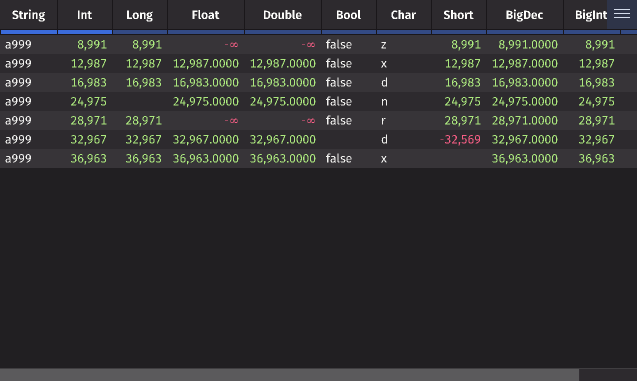 String Int Long Float Double Bool Char Short BigDec BigInt
a999 8,991 8,991 -∞ -∞ false z 8,991 8,991.0000 8,991
a999 12,987 12,987 12,987.0000 12,987.0000 false x 12,987 12,987.0000 12,987
a999 16,983 16,983 16,983.0000 16,983.0000 false d 16,983 16,983.0000 16,983
a999 24,975 24,975.0000 24,975.0000 false n 24,975 24,975.0000 24,975
a999 28,971 28,971 -∞ -∞ false r 28,971 28,971.0000 28,971
a999 32,967 32,967 32,967.0000 32,967.0000 d -32,569 32,967.0000 32,967
a999 36,963 36,963 36,963.0000 36,963.0000 false x 36,963.0000 36,963